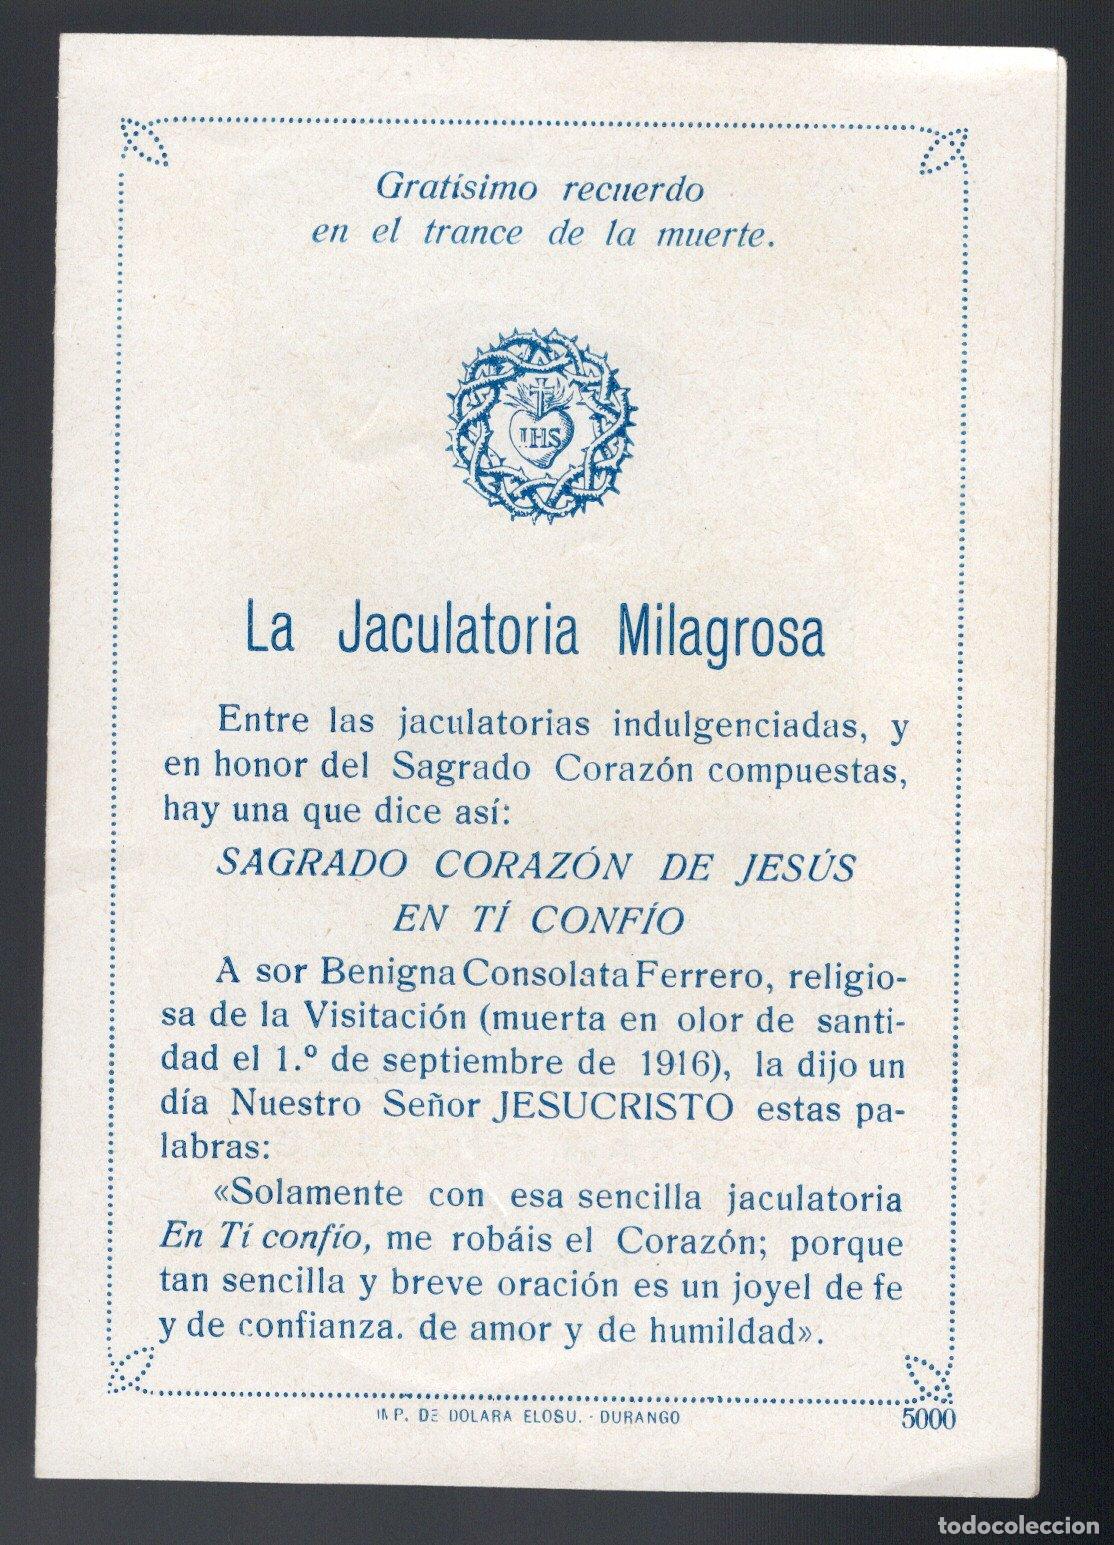 Gratísimo recuerdo
en el trance de la muerte.
IHS
La Jaculatoria Milagrosa
Entre las jaculatorias indulgenciadas, y
en honor del Sagrado Corazón compuestas,
hay una que dice así:
SAGRADO CORAZÓN DE JESÚS
EN TÍ CONFÍO
A sor Benigna Consolata Ferrero, religio-
sa de la Visitación (muerta en olor de santi-
dad el 1.º de septiembre de 1916), la dijo un
día Nuestro Señor JESUCRISTO estas pa-
labras:
«Solamente con esa sencilla jaculatoria
En Tí confío, me robáis el Corazón; porque
tan sencilla y breve oración es un joyel de fe
y de confianza. de amor y de humildad».
IMP. DE DOLARA ELOSU. - DURANGO
5000
todocoleccion